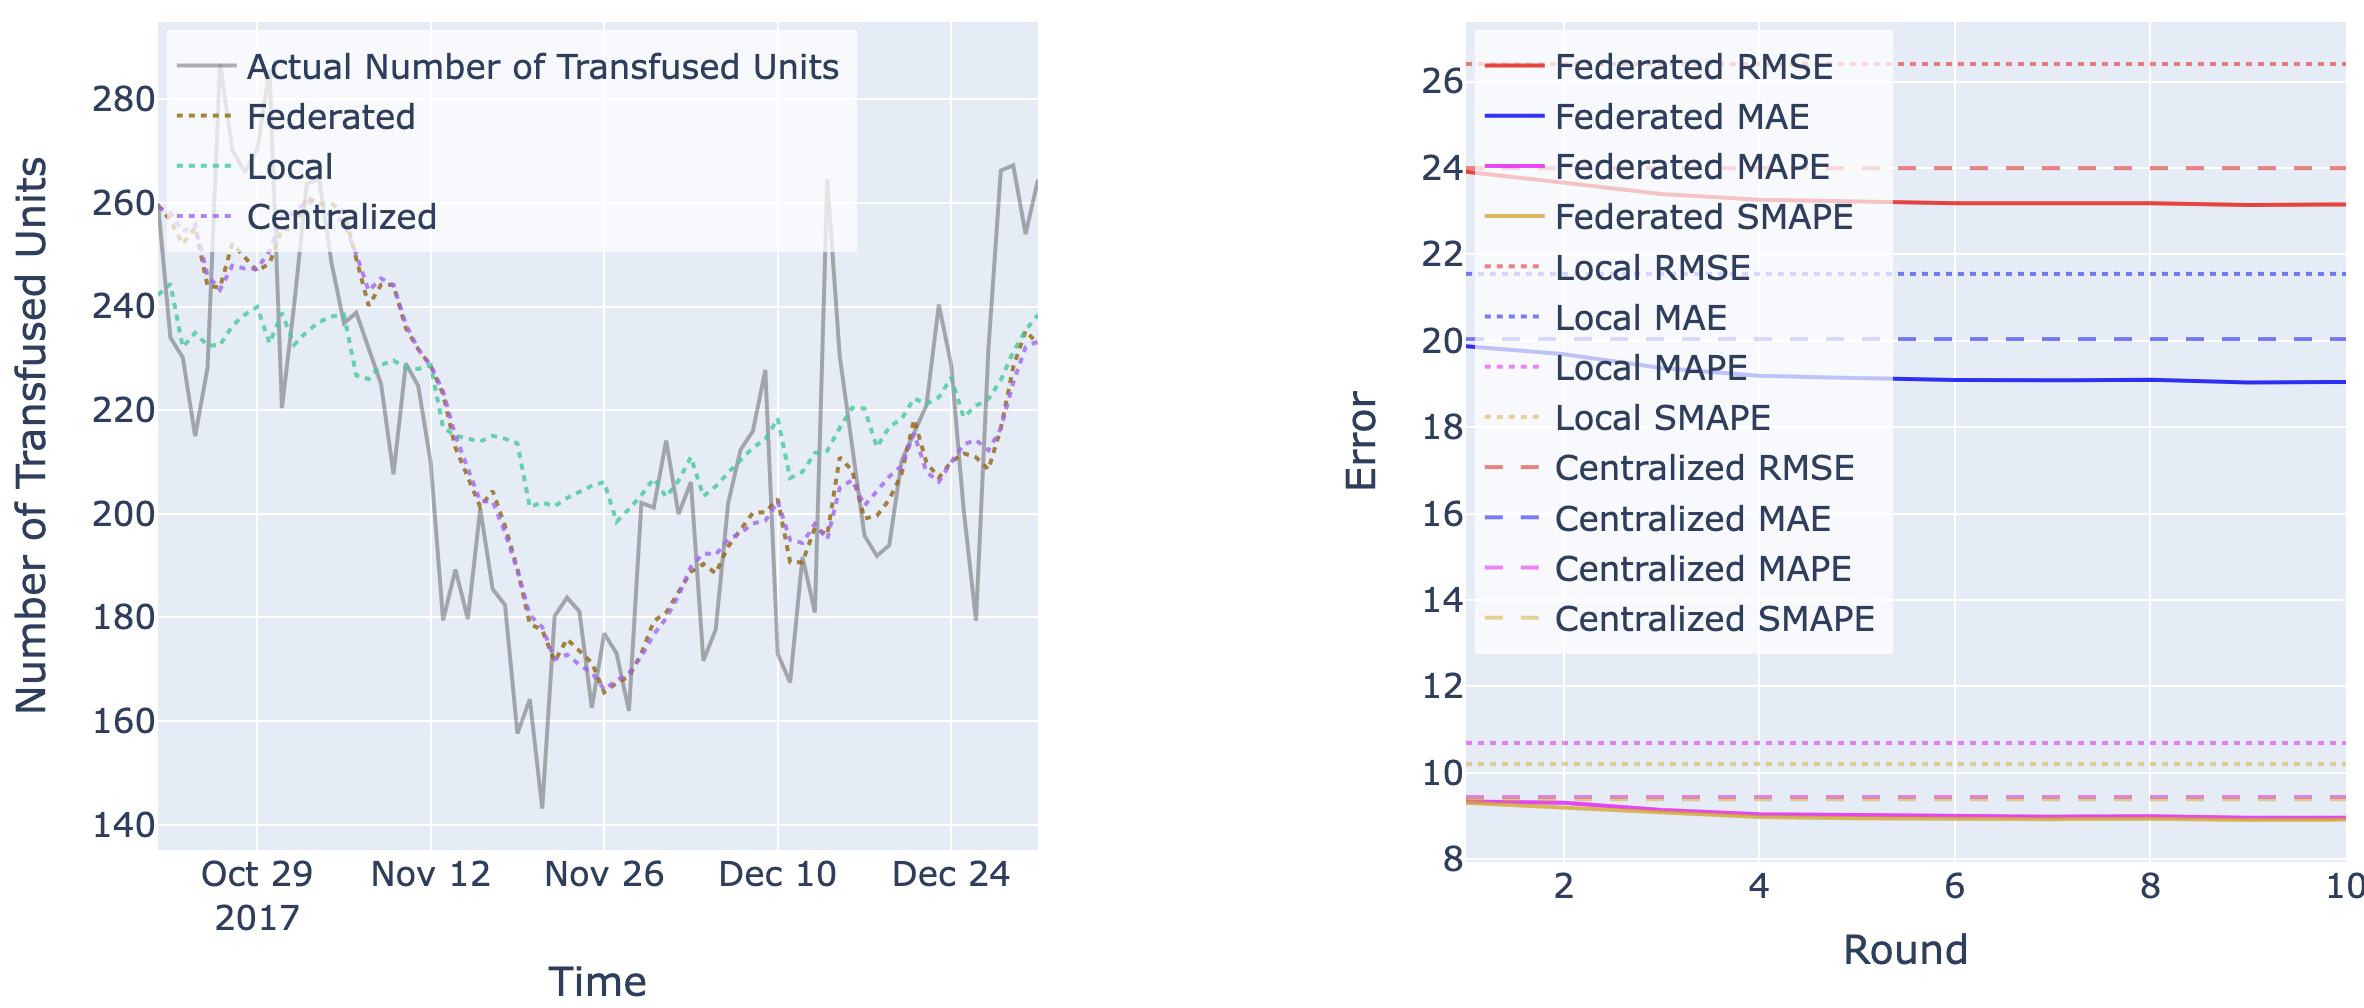 Number of Transfused Units
280
260
240
220
200
180
160
140
Actual Number of Transfused Units
Federated
Local
Centralized
Oct 29
2017
Nov 12
Nov 26
Dec 10
Dec 24
Time
Error
26
24
22
20
18
16
14
12
10
8
Federated RMSE
Federated MAE
Federated MAPE
Federated SMAPE
Local RMSE
Local MAE
Local MAPE
Local SMAPE
Centralized RMSE
Centralized MAE
Centralized MAPE
Centralized SMAPE
2
4
6
8
10
Round